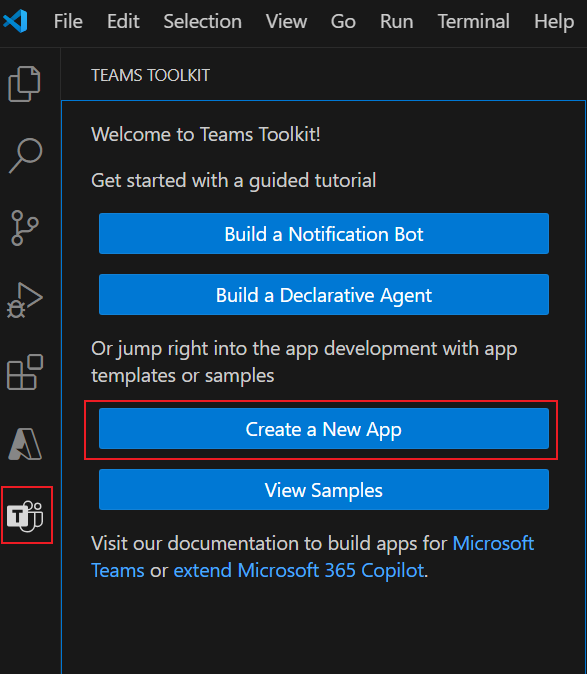 File Edit Selection View Go Run Terminal Help
TEAMS TOOLKIT
Welcome to Teams Toolkit!
Get started with a guided tutorial
Build a Notification Bot
Build a Declarative Agent
Or jump right into the app development with app
templates or samples
Create a New App
View Samples
T
Visit our documentation to build apps for Microsoft
Teams or extend Microsoft 365 Copilot.